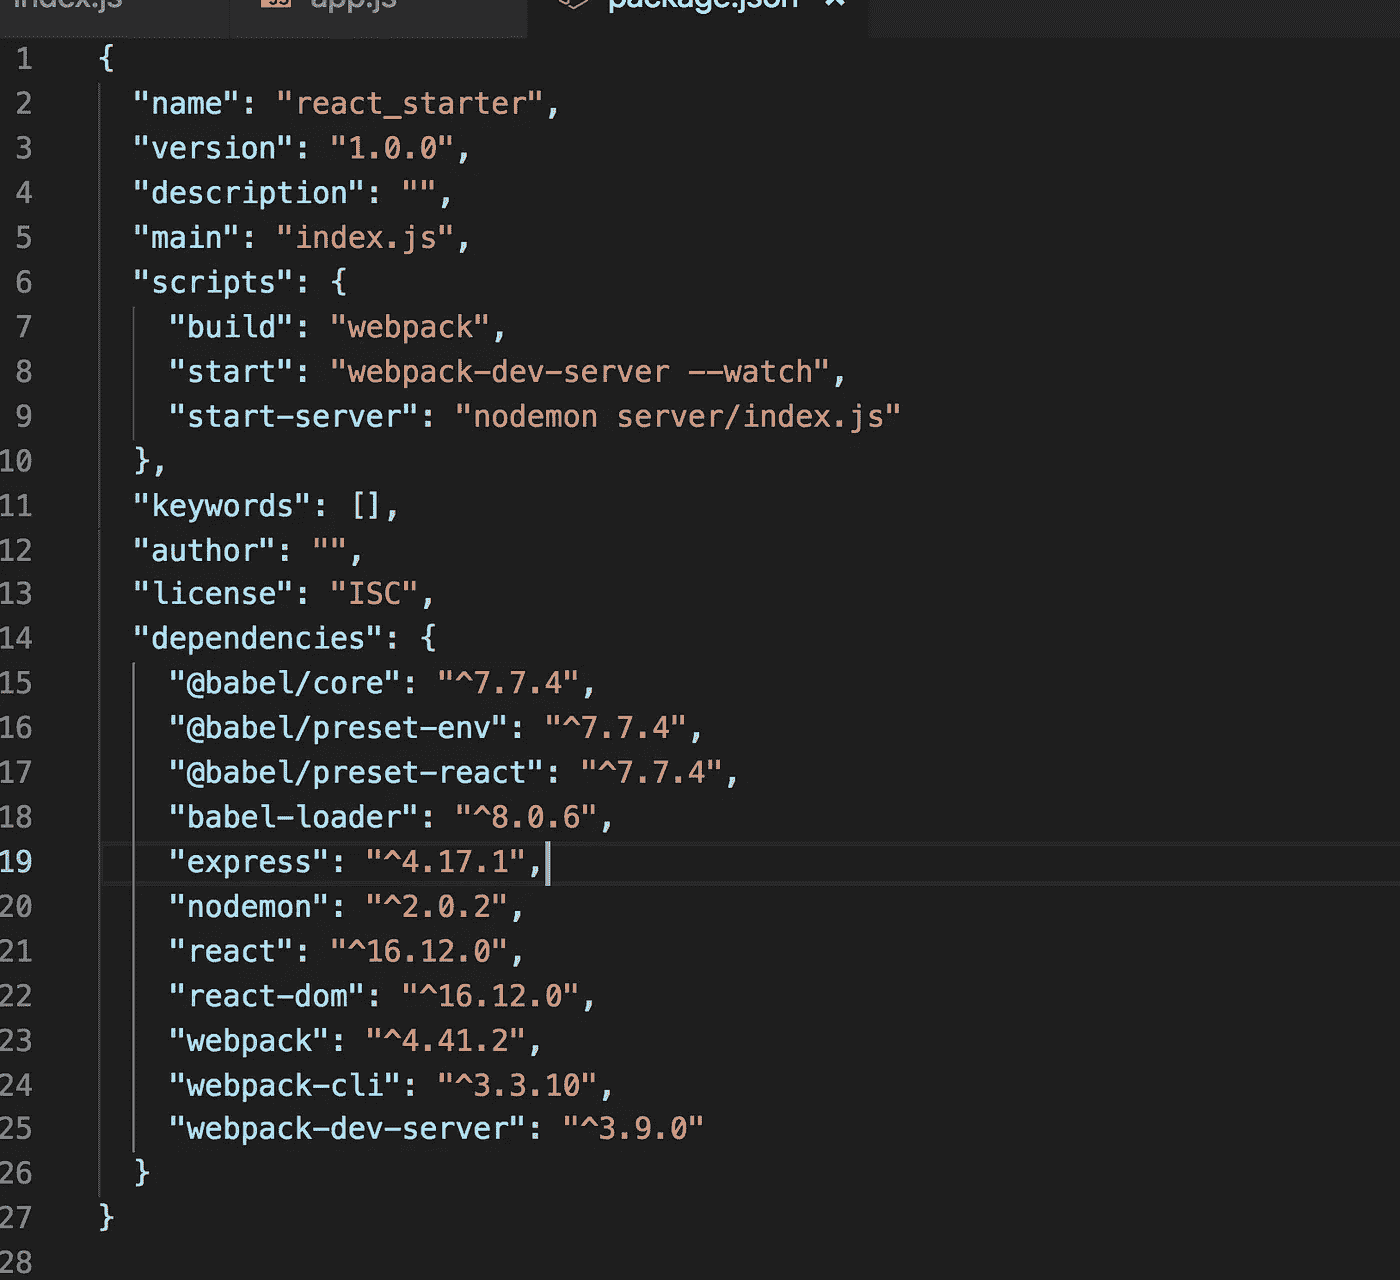 index.js app.js package.json ×
1 {
2 "name": "react_starter",
3 "version": "1.0.0",
4 "description": "",
5 "main": "index.js",
6 "scripts": {
7 "build": "webpack",
8 "start": "webpack-dev-server --watch",
9 "start-server": "nodemon server/index.js"
10 },
11 "keywords": [],
12 "author": "",
13 "license": "ISC",
14 "dependencies": {
15 "@babel/core": "^7.7.4",
16 "@babel/preset-env": "^7.7.4",
17 "@babel/preset-react": "^7.7.4",
18 "babel-loader": "^8.0.6",
19 "express": "^4.17.1",
20 "nodemon": "^2.0.2",
21 "react": "^16.12.0",
22 "react-dom": "^16.12.0",
23 "webpack": "^4.41.2",
24 "webpack-cli": "^3.3.10",
25 "webpack-dev-server": "^3.9.0"
26 }
27 }
28